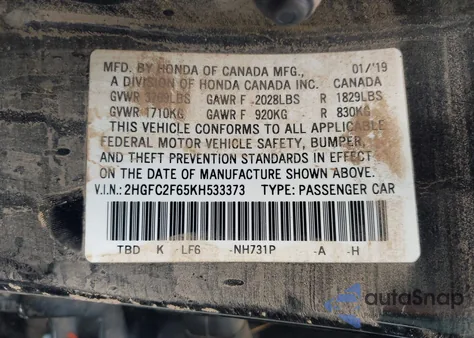 MFD. BY HONDA OF CANADA MFG., 01/'19
A DIVISION OF HONDA CANADA INC. CANADA
GVWR LBS GAWR F 2028LBS R 1829LBS
GVWR 1710KG GAWR F 920KG R 830KG
THIS VEHICLE CONFORMS TO ALL APPLICABLE
FEDERAL MOTOR VEHICLE SAFETY, BUMPER,
AND THEFT PREVENTION STANDARDS IN EFFECT
ON THE DATE OF MANUFACTURE SHOWN ABOVE.
V.I.N.: 2HGFC2F65KH533373 TYPE: PASSENGER CAR
TBD K -LF6 -NH731P -A -H
autoSnap